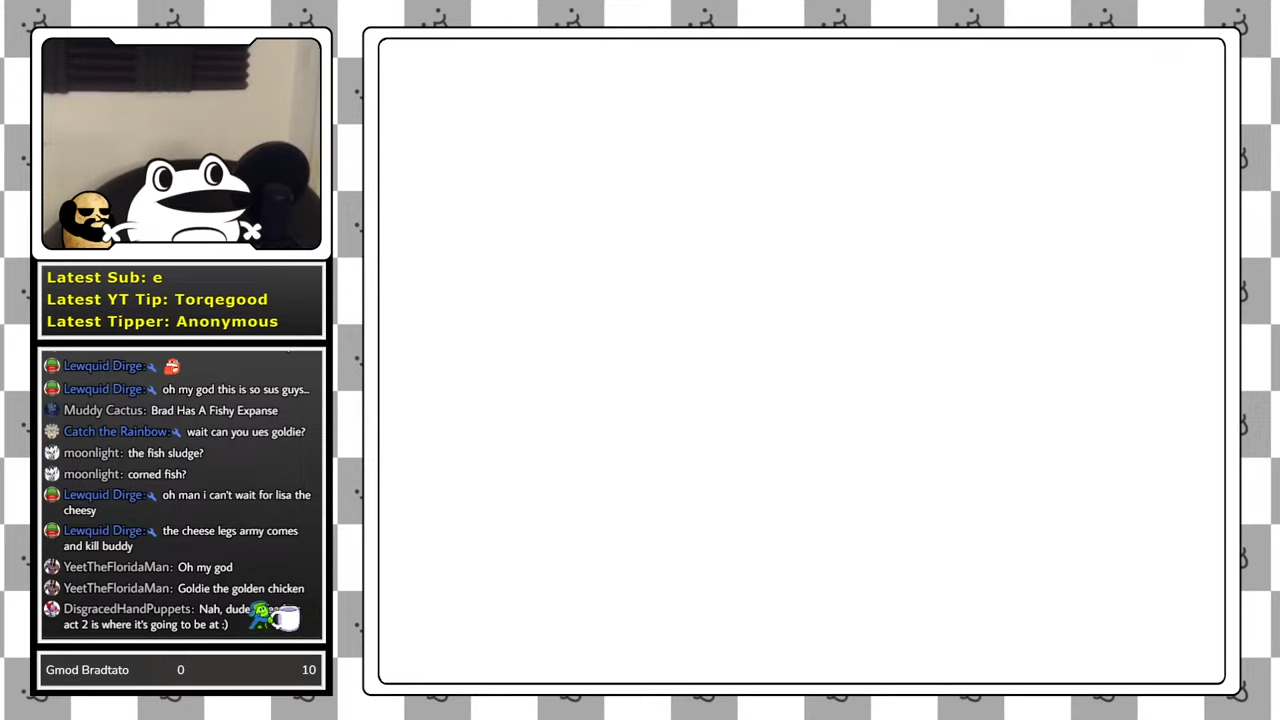 Latest Sub: e
Latest YT Tip: Torqegood
Latest Tipper: Anonymous
Lewquid Dirge:
Lewquid Dirge: oh my god this is so sus guys...
Muddy Cactus: Brad Has A Fishy Expanse
Catch the Rainbow: wait can you ues goldie?
moonlight: the fish sludge?
moonlight: corned fish?
Lewquid Dirge: oh man i can't wait for lisa the
cheesy
Lewquid Dirge: the cheese legs army comes
and kill buddy
YeetTheFloridaMan: Oh my god
YeetTheFloridaMan: Goldie the golden chicken
DisgracedHandPuppets: Nah, dude
act 2 is where it's going to be at :)
Gmod Bradtato 0 10